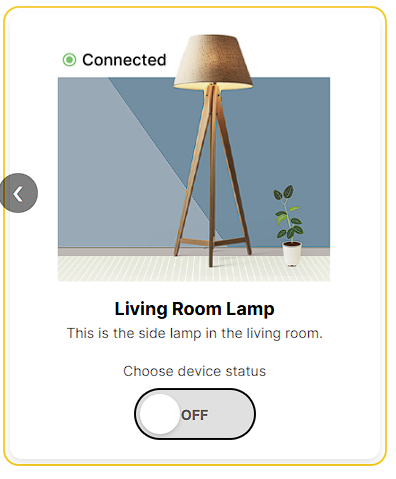 Connected
Living Room Lamp
This is the side lamp in the living room.
Choose device status
OFF